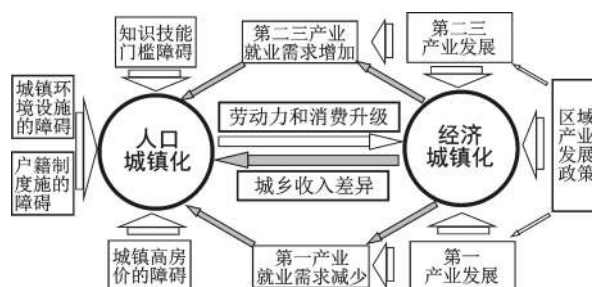 知识技能
门槛障碍
第二三产业
就业需求增加
第二三
产业发展
城镇环
境设施
的障碍
户籍制
度施的
障碍
人口
城镇化
劳动力和消费升级
城乡收入差异
经济
城镇化
区域
产业
发展
政策
城镇高房
价的障碍
第一产业
就业需求减少
第一
产业发展